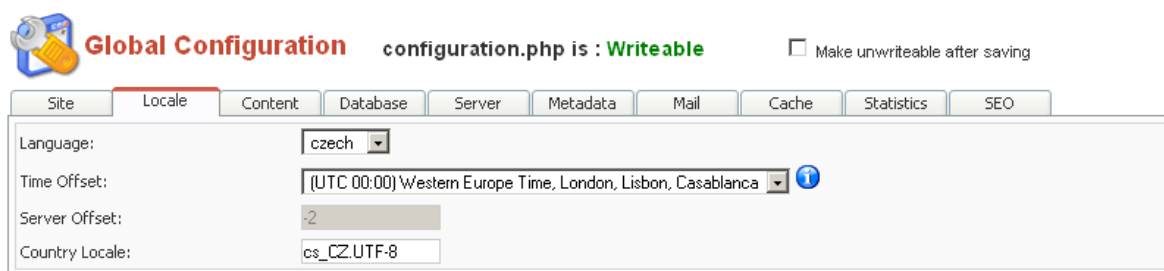 Global Configuration configuration.php is : Writeable Make unwriteable after saving
Site Locale Content Database Server Metadata Mail Cache Statistics SEO
Language: czech
Time Offset: (UTC 00:00) Western Europe Time, London, Lisbon, Casablanca
Server Offset: -2
Country Locale: cs_CZ.UTF-8